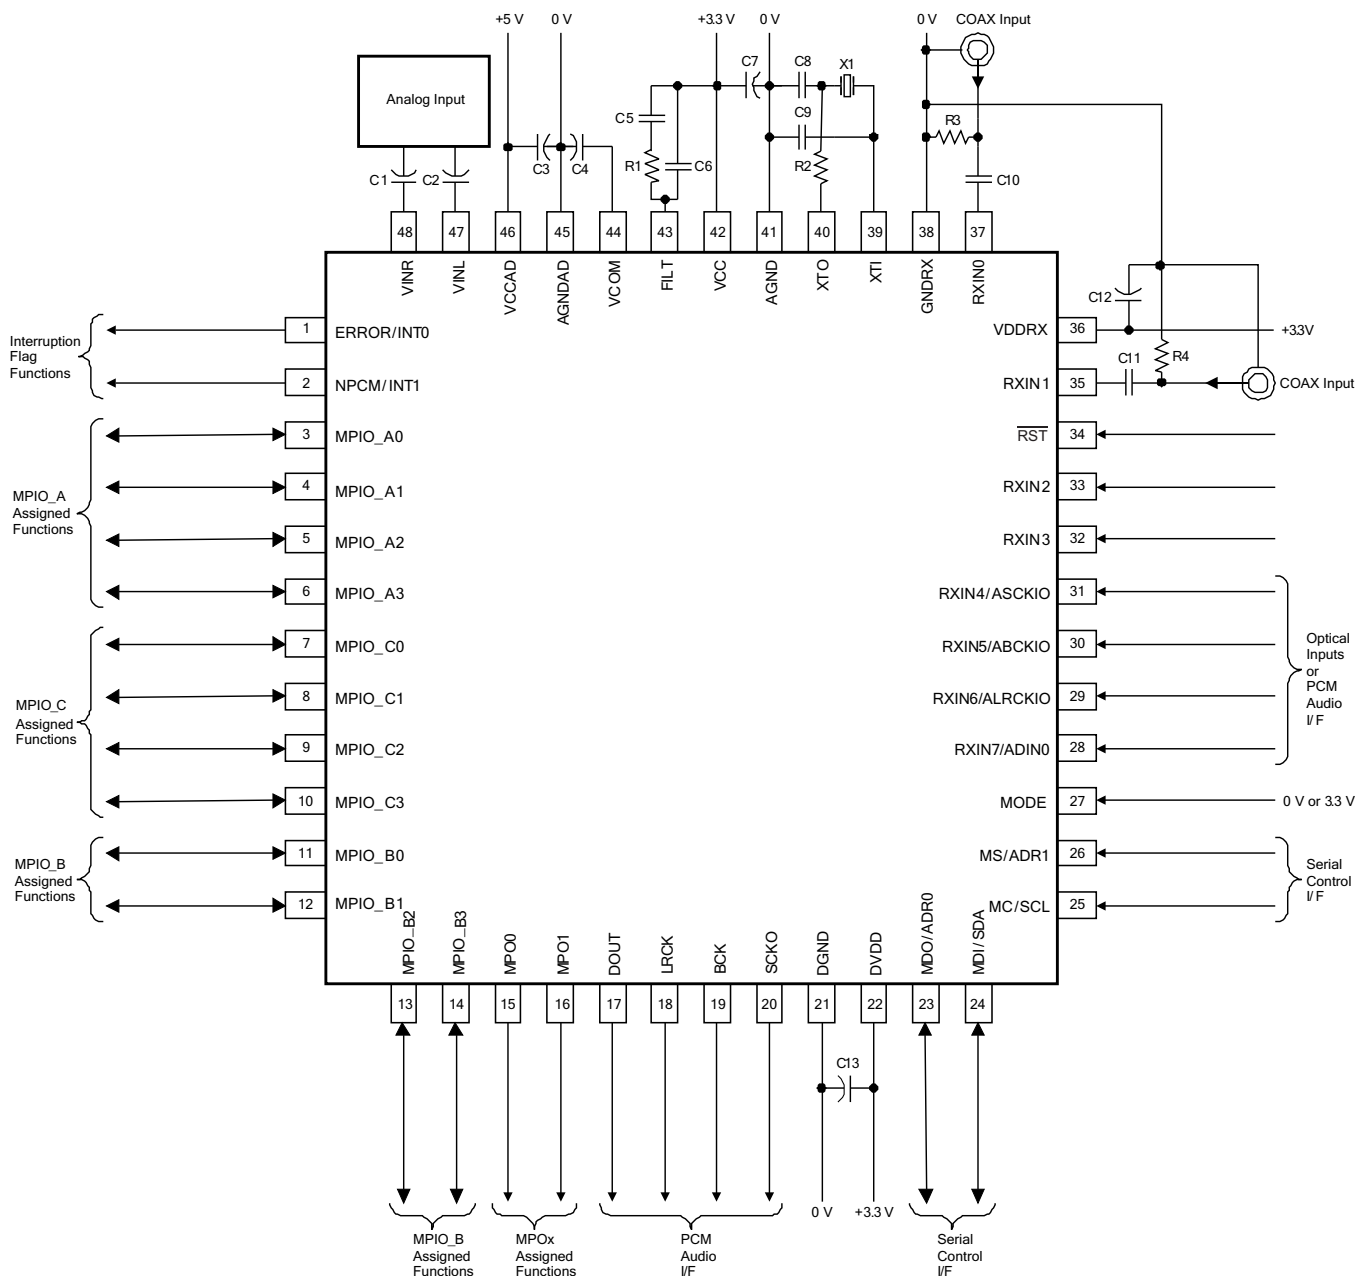 +5 V
0 V
+3.3 V
0 V
0 V
COAX Input
Analog Input
C7
C8
X1
C5
C9
R3
C1
C2
C3
C4
R1
C6
R2
C10
48
47
46
45
44
43
42
41
40
39
38
37
VINR
VINL
VCCAD
AGNDAD
VCOM
FILT
VCC
AGND
XTO
XTI
GNDRX
RXIN0
C12
Interruption
Flag
Functions
1
ERROR/INT0
2
NPCM/INT1
VDDRX
36
+3.3V
R4
C11
RXIN1
35
COAX Input
MPIO_A
Assigned
Functions
3
MPIO_A0
4
MPIO_A1
5
MPIO_A2
6
MPIO_A3
RST
34
RXIN2
33
RXIN3
32
RXIN4/ASCKIO
31
MPIO_C
Assigned
Functions
7
MPIO_C0
8
MPIO_C1
9
MPIO_C2
10
MPIO_C3
RXIN5/ABCKIO
30
RXIN6/ALRCKIO
29
RXIN7/ADIN0
28
Optical
Inputs
or
PCM
Audio
I/F
MODE
27
0 V or 3.3 V
MPIO_B
Assigned
Functions
11
MPIO_B0
12
MPIO_B1
MS/ADR1
26
MC/SCL
25
Serial
Control
I/F
MPIO_B2
MPIO_B3
MPO0
MPO1
DOUT
LRCK
BCK
SCKO
DGND
DVDD
MDO/ADR0
MDI/SDA
13
14
15
16
17
18
19
20
21
22
23
24
C13
0 V
+3.3 V
MPIO_B
Assigned
Functions
MPOx
Assigned
Functions
PCM
Audio
I/F
Serial
Control
I/F